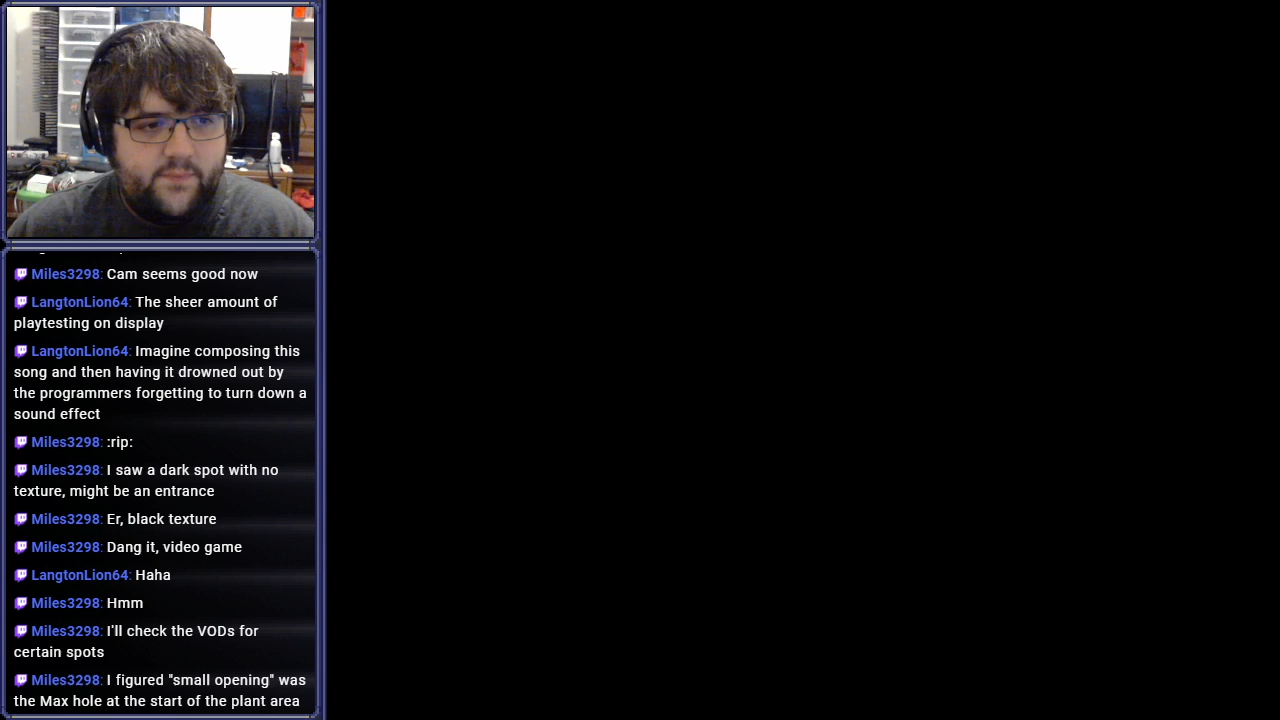 Miles3298: Cam seems good now
LangtonLion64: The sheer amount of
playtesting on display
LangtonLion64: Imagine composing this
song and then having it drowned out by
the programmers forgetting to turn down a
sound effect
Miles3298: :rip:
Miles3298: I saw a dark spot with no
texture, might be an entrance
Miles3298: Er, black texture
Miles3298: Dang it, video game
LangtonLion64: Haha
Miles3298: Hmm
Miles3298: I'll check the VODs for
certain spots
Miles3298: I figured "small opening" was
the Max hole at the start of the plant area